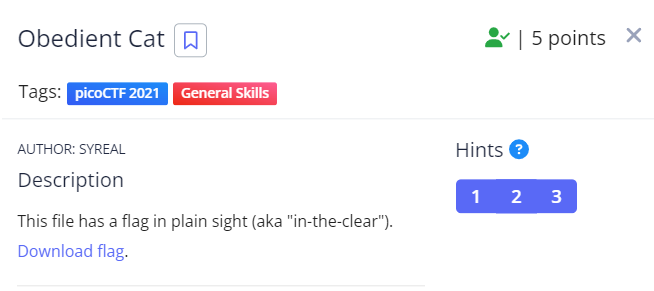 Obedient Cat
| 5 points
Tags: picoCTF 2021 General Skills
AUTHOR: SYREAL
Description
This file has a flag in plain sight (aka "in-the-clear").
Download flag.
Hints ?
1 2 3